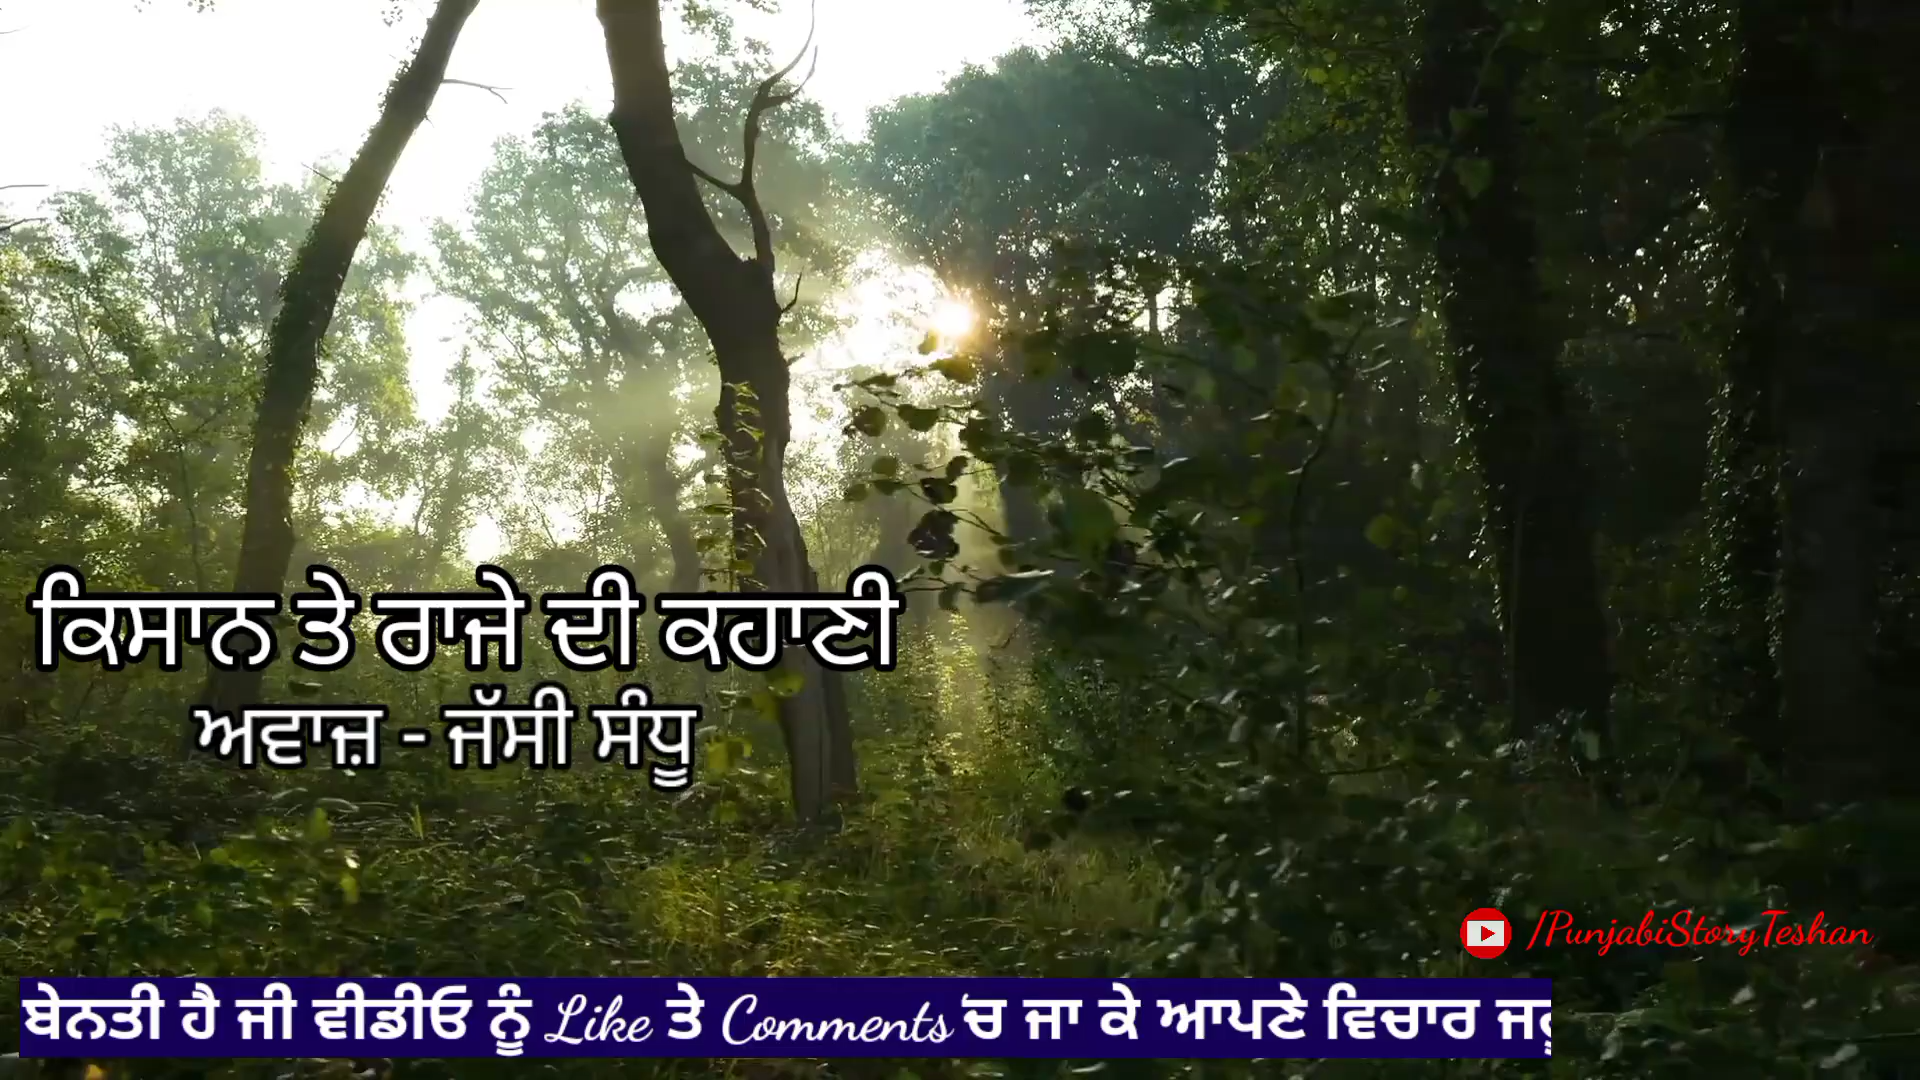 ਕਿਸਾਨ ਤੇ ਰਾਜੇ ਦੀ ਕਹਾਣੀ
ਅਵਾਜ਼ - ਜੱਸੀ ਸੰਧੂ
/PunjabiStoryTeshan
ਬੇਨਤੀ ਹੈ ਜੀ ਵੀਡੀਓ ਨੂੰ Like ਤੇ Comments 'ਚ ਜਾ ਕੇ ਆਪਣੇ ਵਿਚਾਰ